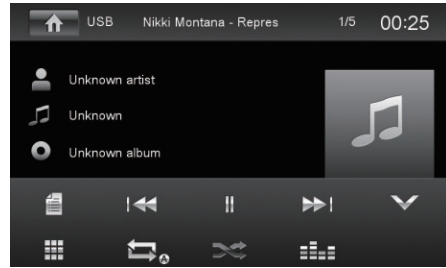 USB Nikki Montana - Repres 1/5 00:25
Unknown artist
Unknown
Unknown album
A